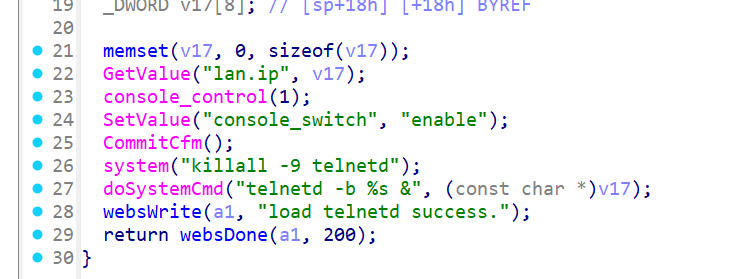 19 _DWORD v17[8]; // [sp+18h] [+18h] BYREF
20
21 memset(v17, 0, sizeof(v17));
22 GetValue("lan.ip", v17);
23 console_control(1);
24 SetValue("console_switch", "enable");
25 CommitCfm();
26 system("killall -9 telnetd");
27 doSystemCmd("telnetd -b %s &", (const char *)v17);
28 websWrite(a1, "load telnetd success.");
29 return websDone(a1, 200);
30 }